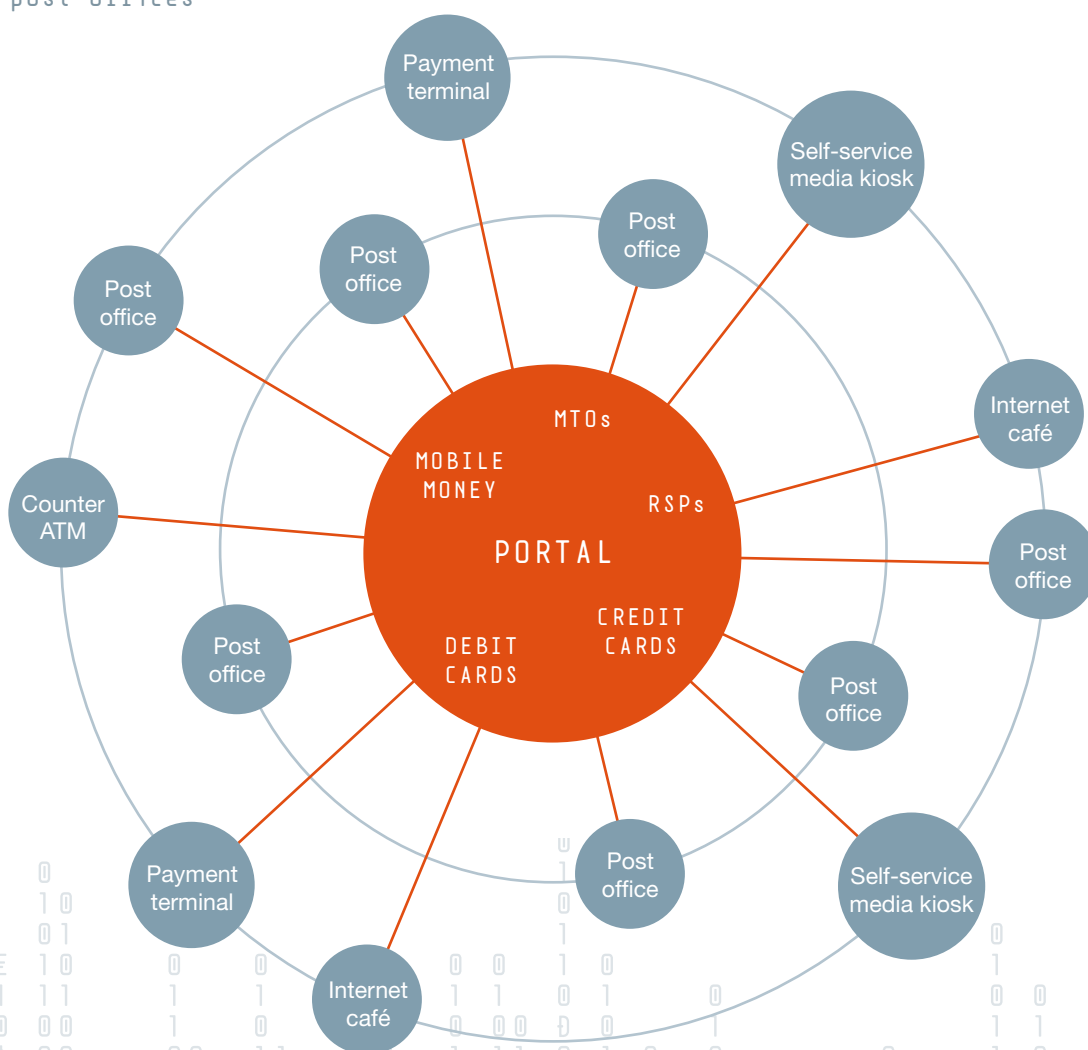 post offices
Payment
terminal
Self-service
media kiosk
Post
office
Post
office
Post
office
Internet
café
MTOs
MOBILE
MONEY
RSPs
Counter
ATM
PORTAL
Post
office
CREDIT
CARDS
DEBIT
CARDS
Post
office
Post
office
Post
office
Payment
terminal
Self-service
media kiosk
Internet
café